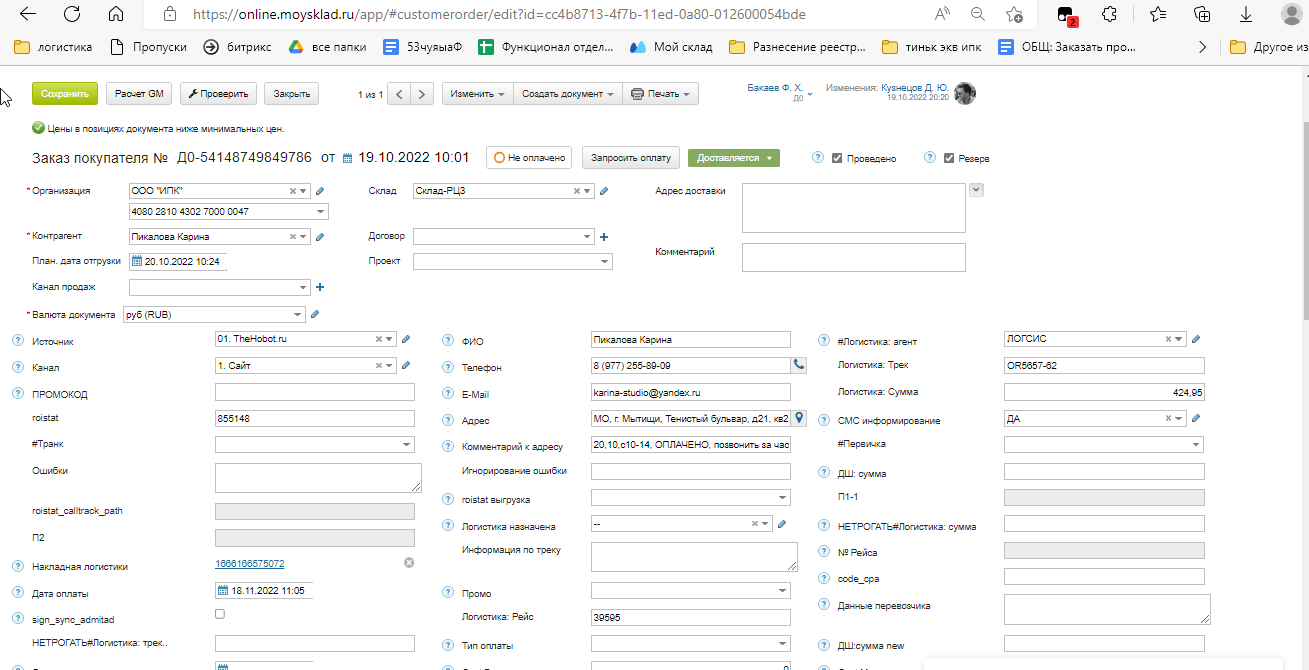 https://online.moysklad.ru/app/#customerorder/edit?id=cc4b8713-4f7b-11ed-0a80-012600054bde
2
логистика Пропуски битрикс все папки 53чуяыаФ Функционал отдел... Мой склад Разнесение реестр... тиньк экв ипк ОБЩ: Заказать про... Другое из
Сохранить Расчет GM Проверить Закрыть 1 из 1 Изменить Создать документ Печать Бакаев Ф. Х. Изменения: Кузнецов Д. Ю.
ДО 19.10.2022 20:20
Цены в позициях документа ниже минимальных цен.
Заказ покупателя № Д0-54148749849786 от 19.10.2022 10:01 Не оплачено Запросить оплату Доставляется ? Проведено ? Резерв
* Организация ООО "ИПК" Склад Склад-РЦ3 Адрес доставки
4080 2810 4302 7000 0047
* Контрагент Пикалова Карина Договор
План. дата отгрузки 20.10.2022 10:24 Проект Комментарий
Канал продаж
* Валюта документа руб (RUB)
? Источник 01. TheHobot.ru ? ФИО Пикалова Карина ? #Логистика: агент ЛОГСИС
? Канал 1. Сайт ? Телефон 8 (977) 255-89-09 Логистика: Трек OR5657-62
? ПРОМОКОД ? E-Mail karina-studio@yandex.ru Логистика: Сумма 424,95
roistat 855148 ? Адрес МО, г. Мытищи, Тенистый бульвар, д21, кв2 ? СМС информирование ДА
#Транк ? Комментарий к адресу 20,10,с10-14, ОПЛАЧЕНО, позвонить за час #Первичка
Ошибки Игнорирование ошибки ? ДШ: сумма
roistat_calltrack_path ? roistat выгрузка П1-1
П2 ? Логистика назначена -- ? НЕТРОГАТЬ#Логистика: сумма
? Накладная логистики 1666166575072 Информация по треку ? № Рейса
? Дата оплаты 18.11.2022 11:05 ? Промо ? code_cpa
? sign_sync_admitad Логистика: Рейс 39595 ? Данные перевозчика
НЕТРОГАТЬ#Логистика: трек.. ? Тип оплаты ? ДШ:сумма new